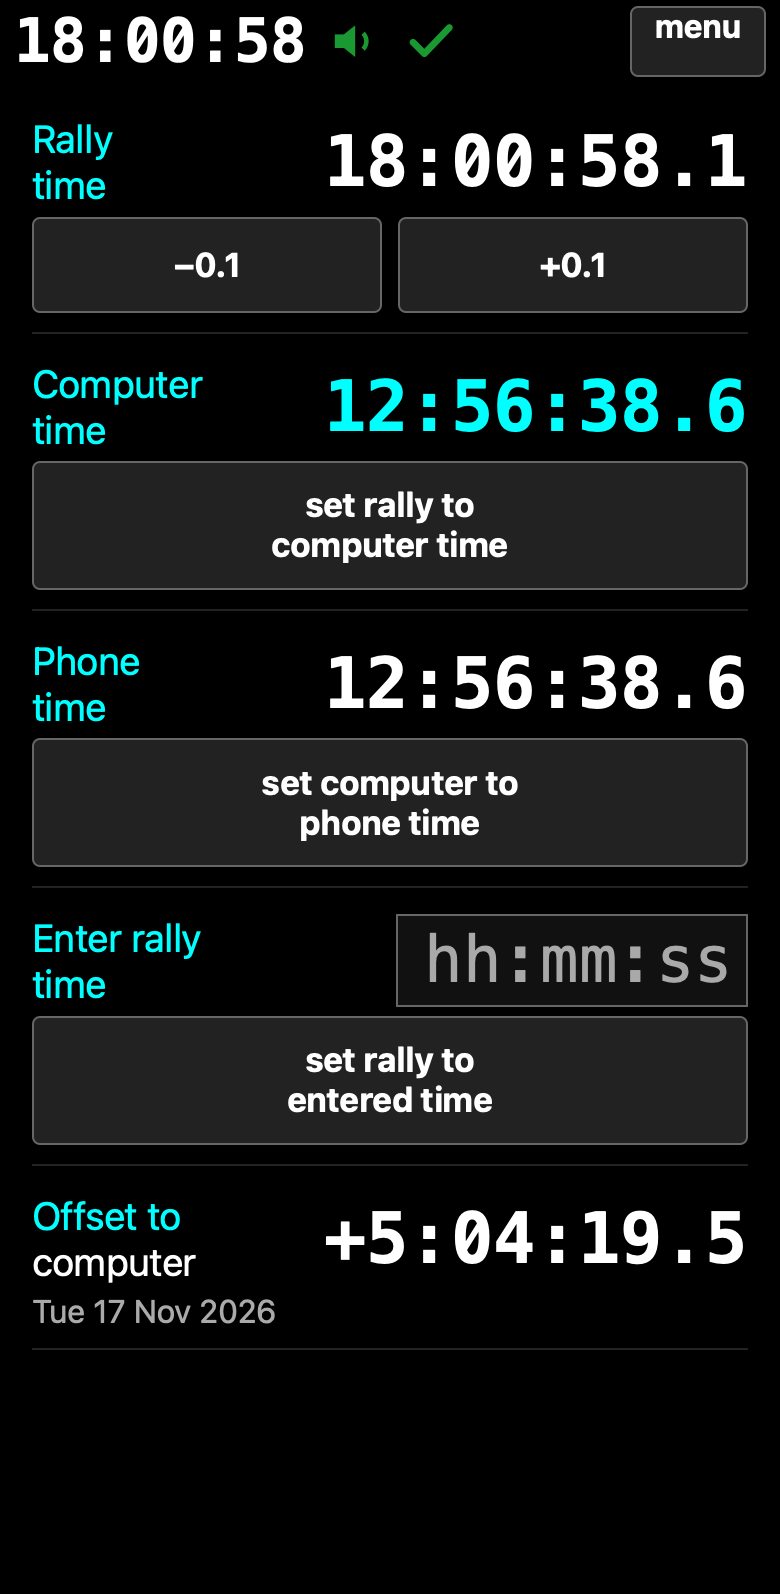 18:00:58
menu
Rally
time
18:00:58.1
–0.1
+0.1
Computer
time
12:56:38.6
set rally to
computer time
Phone
time
12:56:38.6
set computer to
phone time
Enter rally
time
hh:mm:ss
set rally to
entered time
Offset to
computer
+5:04:19.5
Tue 17 Nov 2026